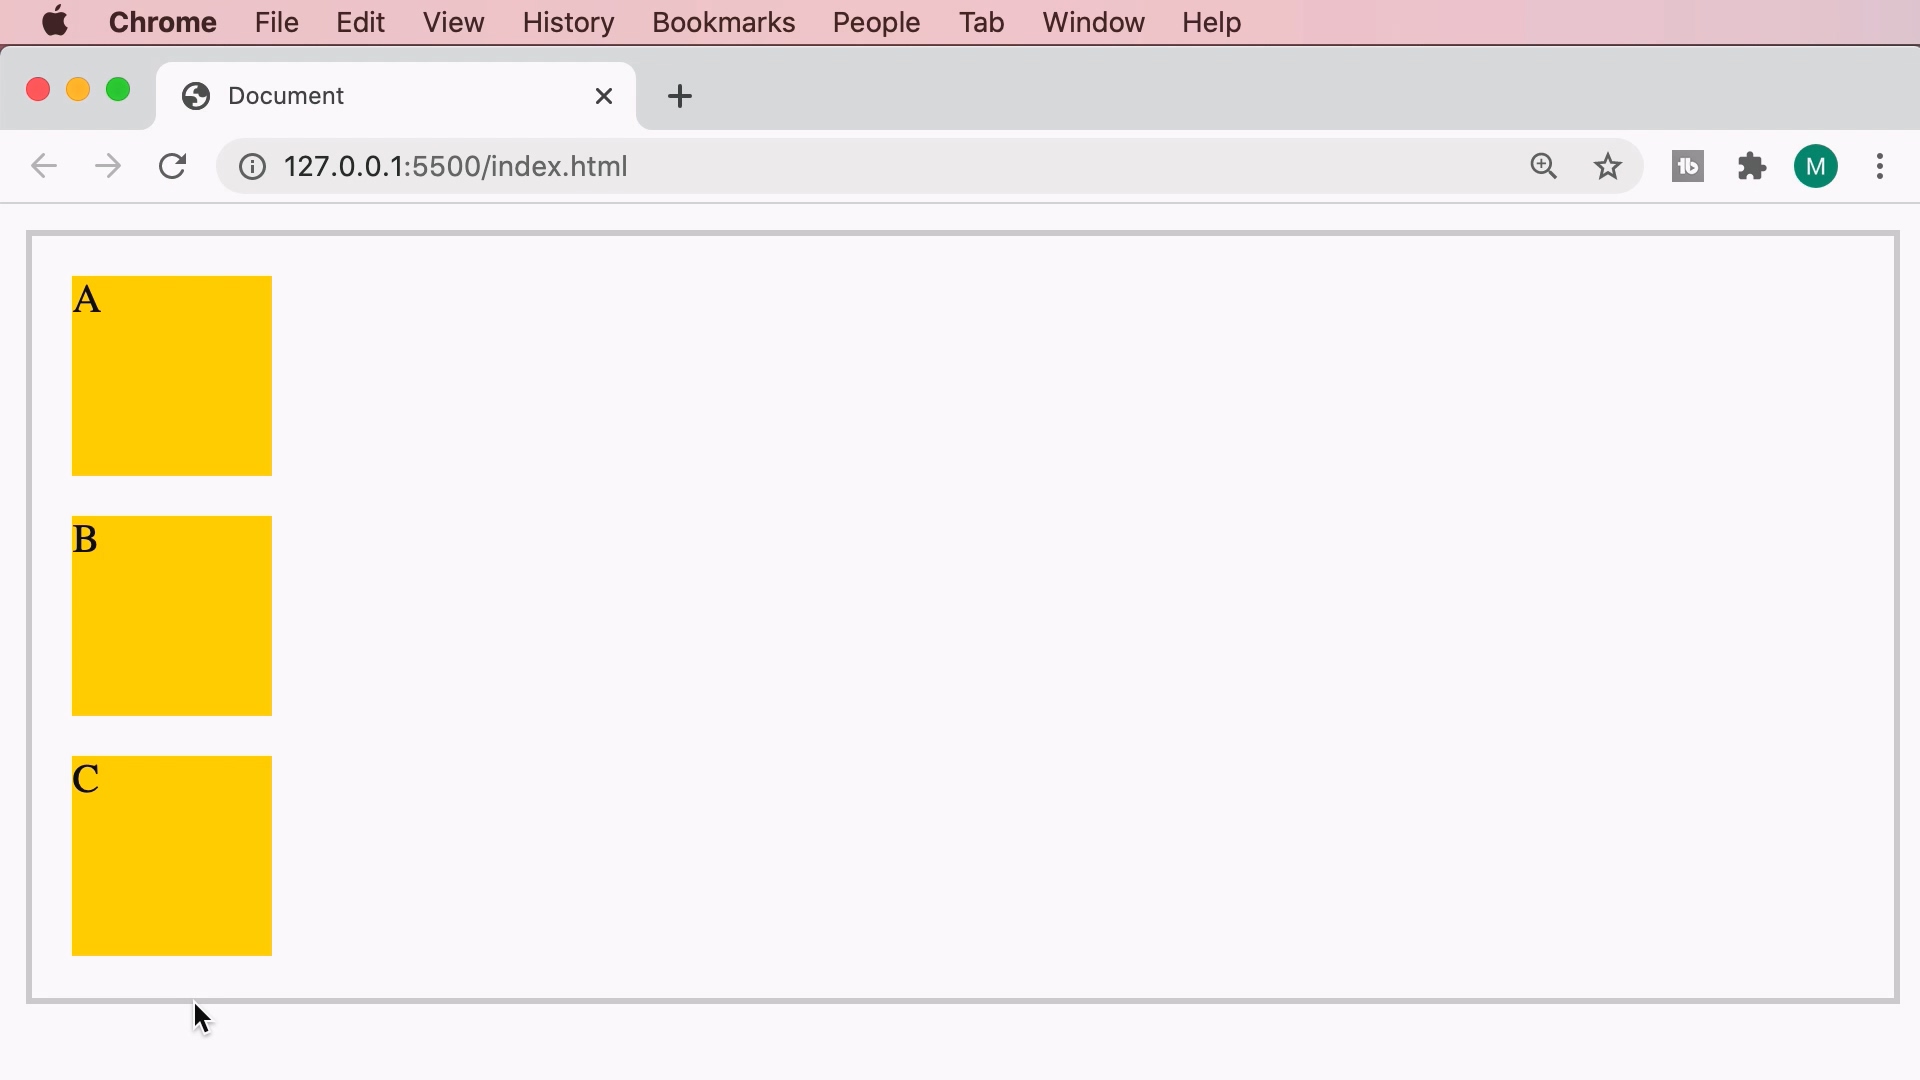 Chrome File Edit View History Bookmarks People Tab Window Help
Document
127.0.0.1:5500/index.html
M
A
B
C